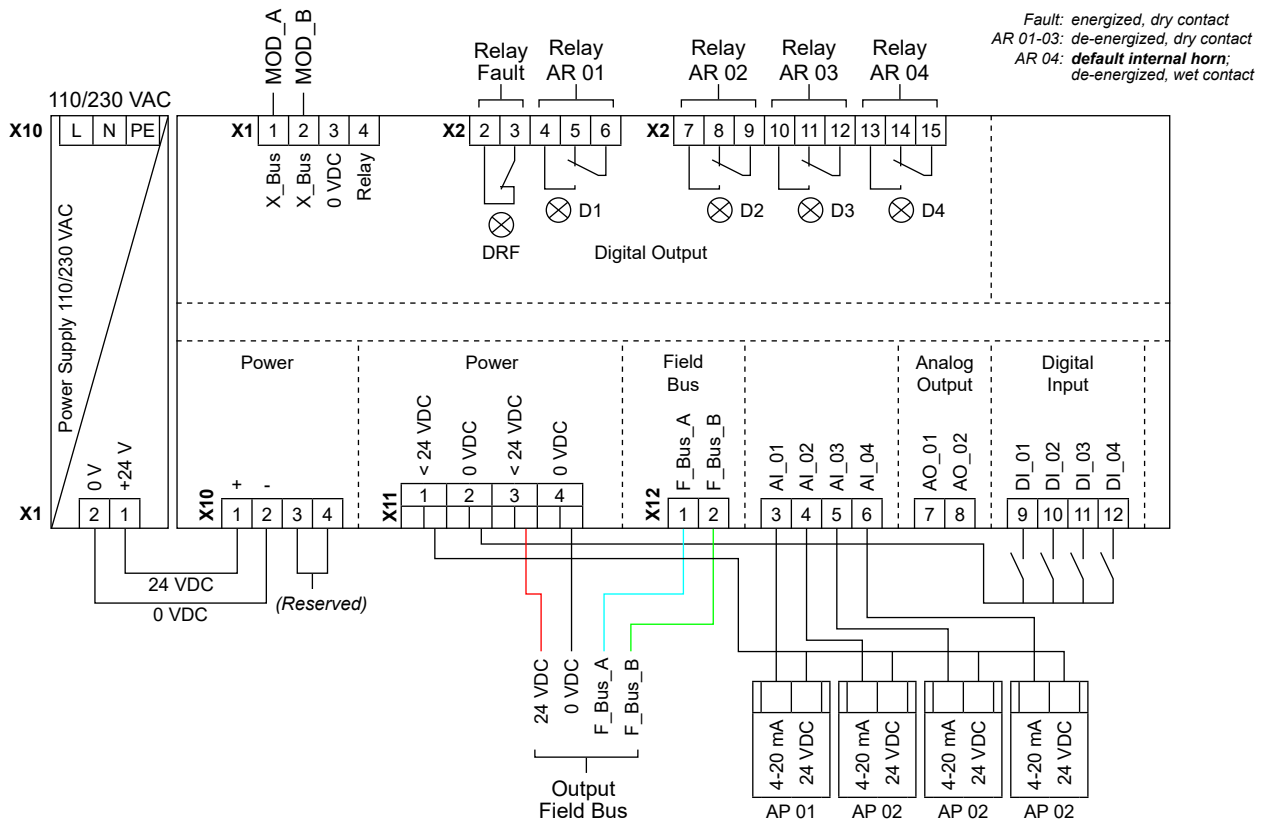 Fault: energized, dry contact
AR 01-03: de-energized, dry contact
AR 04: default internal horn;
de-energized, wet contact
MOD_A
MOD_B
Relay
Fault
Relay
AR 01
Relay
AR 02
Relay
AR 03
Relay
AR 04
110/230 VAC
X10 L N PE
X1 1 2 3 4
X2 2 3 4 5 6
X2 7 8 9 10 11 12 13 14 15
X_Bus
X_Bus
0 VDC
Relay
DRF
D1
D2
D3
D4
Digital Output
Power Supply 110/230 VAC
Power
Power
Field
Bus
Analog
Output
Digital
Input
0 V
+24 V
+ -
< 24 VDC
0 VDC
< 24 VDC
0 VDC
F_Bus_A
F_Bus_B
AI_01
AI_02
AI_03
AI_04
AO_01
AO_02
DI_01
DI_02
DI_03
DI_04
X1 2 1
X10 1 2 3 4
X11 1 2 3 4
X12 1 2
3 4 5 6
7 8
9 10 11 12
24 VDC
0 VDC
(Reserved)
24 VDC
0 VDC
F_Bus_A
F_Bus_B
Output
Field Bus
4-20 mA
24 VDC
4-20 mA
24 VDC
4-20 mA
24 VDC
4-20 mA
24 VDC
AP 01
AP 02
AP 02
AP 02